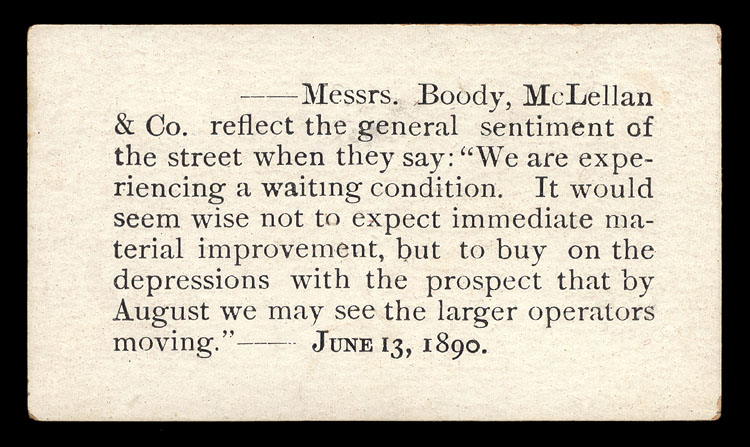 ——Messrs. Boody, McLellan
& Co. reflect the general sentiment of
the street when they say: “We are expe-
riencing a waiting condition. It would
seem wise not to expect immediate ma-
terial improvement, but to buy on the
depressions with the prospect that by
August we may see the larger operators
moving.”—— JUNE 13, 1890.